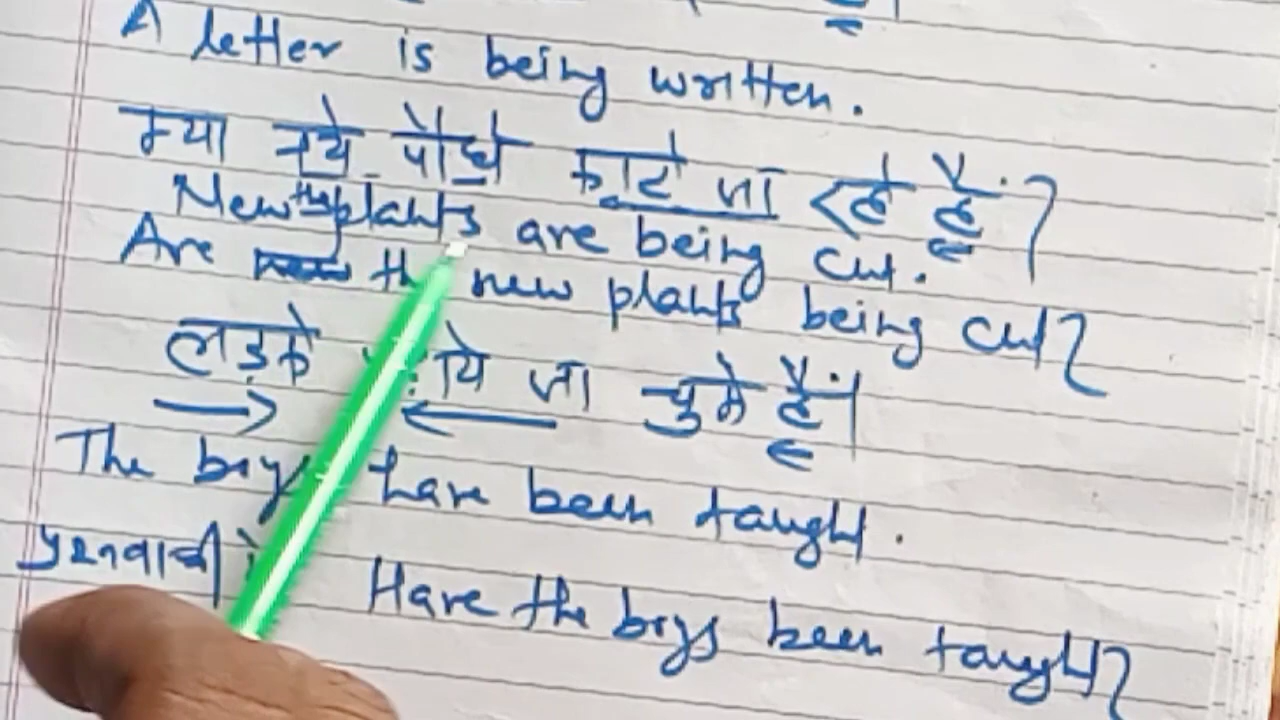 A letter is being written.
क्या नये पौधे काटे जा रहे हैं ?
New the plants are being cut.
Are the new plants being cut?
लड़के जा चुके हैं।
The boys have been taught.
Have the boys been taught?